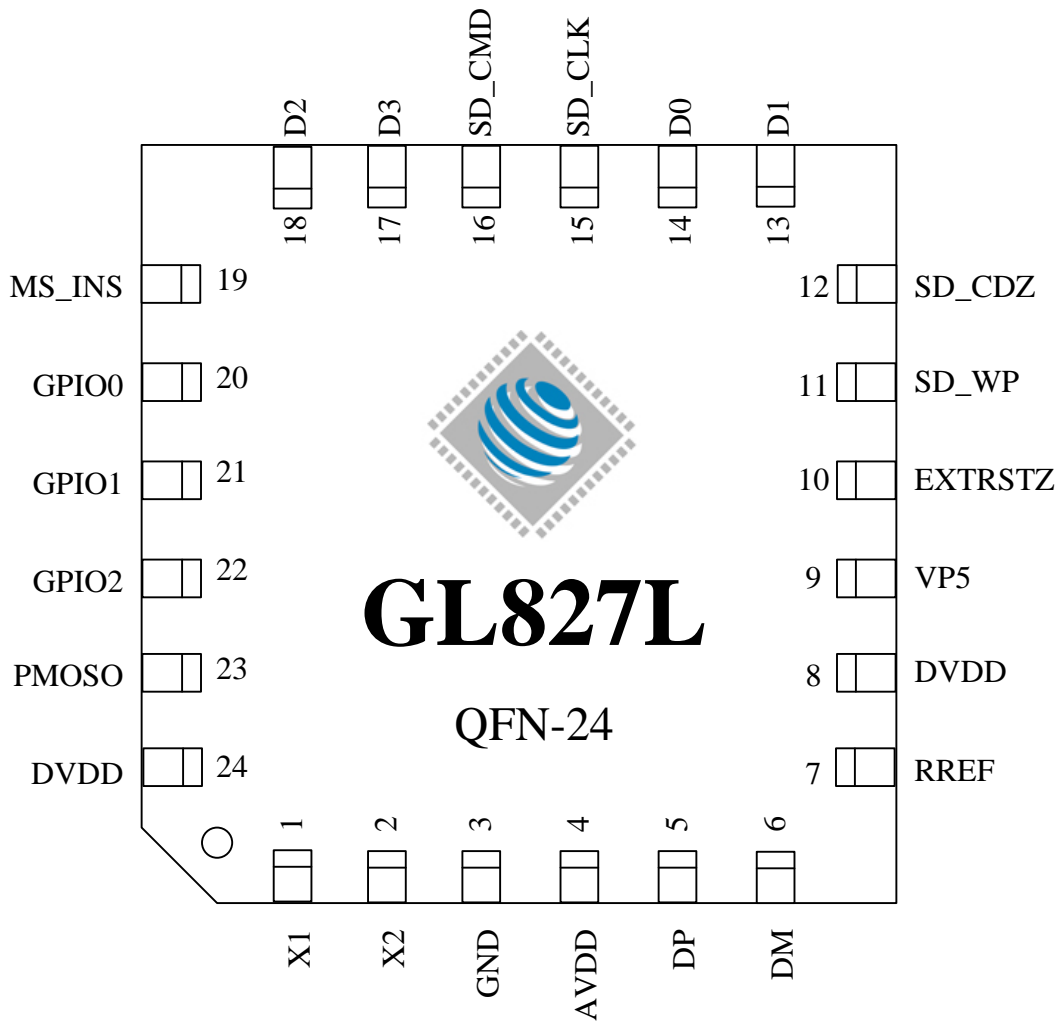 SD_CMD
SD_CLK
D2
D3
D0
D1
18
17
16
15
14
13
MS_INS
19
12
SD_CDZ
GPIO0
20
11
SD_WP
GPIO1
21
10
EXTRSTZ
GPIO2
22
9
VP5
GL827L
PMOSO
23
8
DVDD
QFN-24
DVDD
24
7
RREF
1
2
3
4
5
6
X1
X2
GND
AVDD
DP
DM